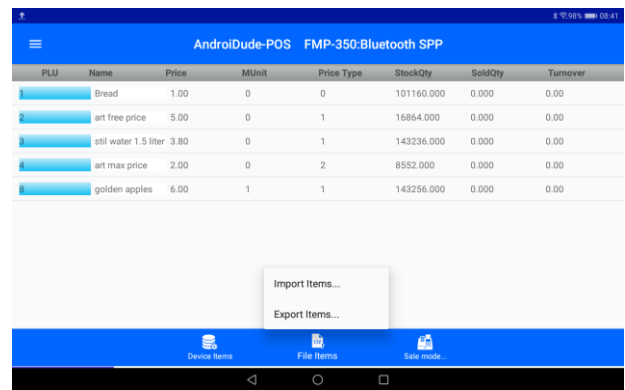 98% 08:41
AndroiDude-POS FMP-350:Bluetooth SPP
PLU Name Price MUnit Price Type StockQty SoldQty Turnover
1 Bread 1.00 0 0 101160.000 0.000 0.00
2 art free price 5.00 0 1 16864.000 0.000 0.00
3 stil water 1.5 liter 3.80 0 1 143236.000 0.000 0.00
4 art max price 2.00 0 2 8552.000 0.000 0.00
8 golden apples 6.00 1 1 143256.000 0.000 0.00
Import Items...
Export Items...
Device Items File Items Sale mode...